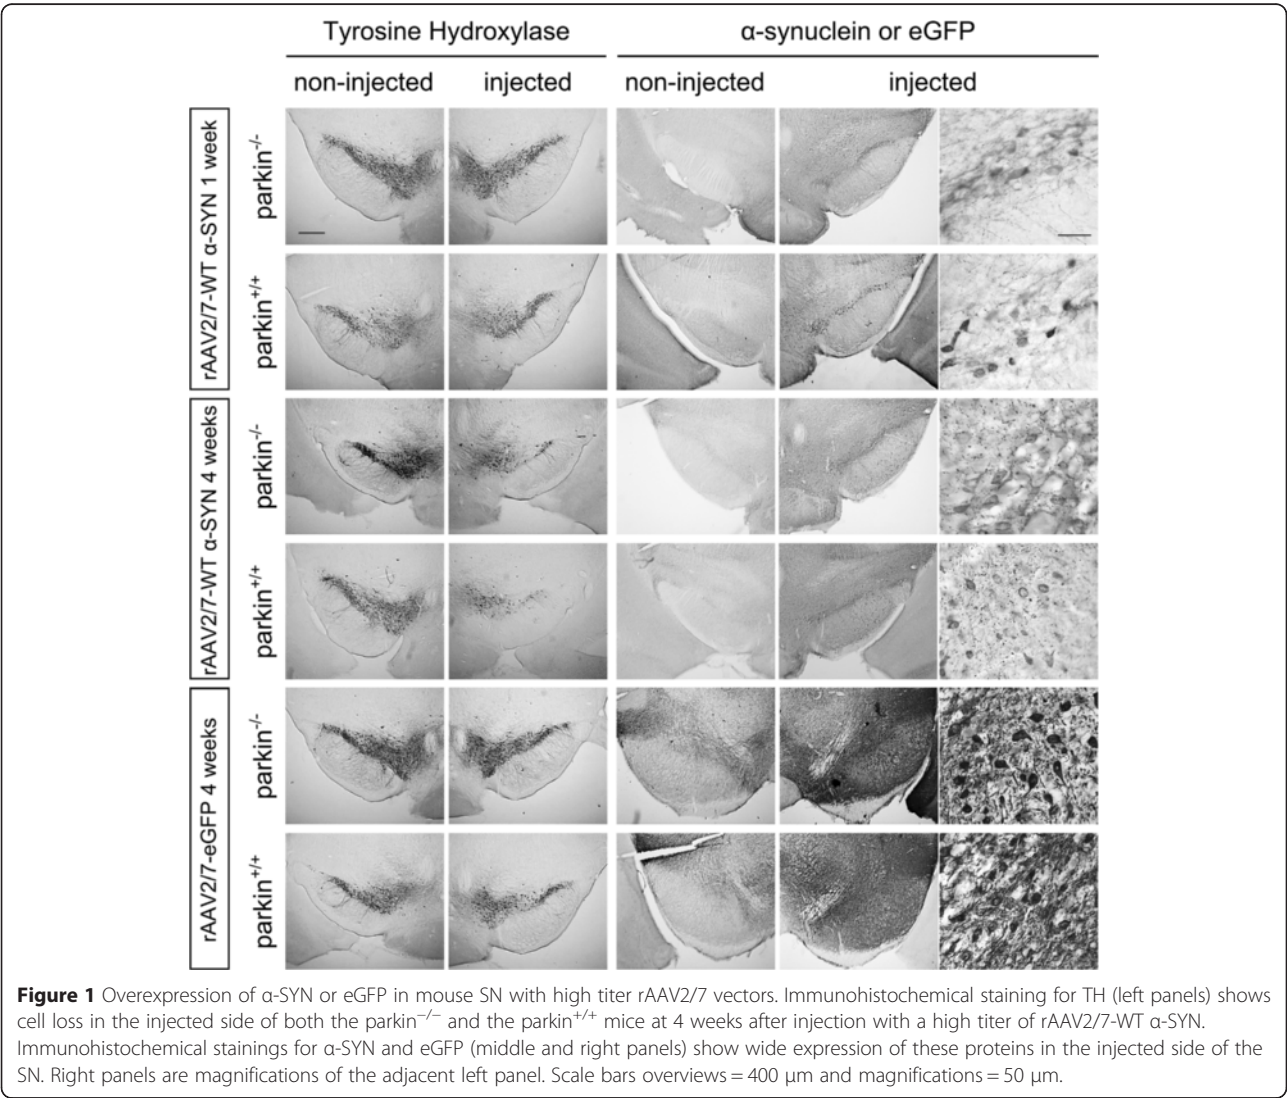 Tyrosine Hydroxylase
α-synuclein or eGFP
non-injected
injected
non-injected
injected
rAAV2/7-WT α-SYN 1 week
parkin-/-
parkin+/+
rAAV2/7-WT α-SYN 4 weeks
parkin-/-
parkin+/+
rAAV2/7-eGFP 4 weeks
parkin-/-
parkin+/+
Figure 1 Overexpression of α-SYN or eGFP in mouse SN with high titer rAAV2/7 vectors. Immunohistochemical staining for TH (left panels) shows
cell loss in the injected side of both the parkin−/− and the parkin+/+ mice at 4 weeks after injection with a high titer of rAAV2/7-WT α-SYN.
Immunohistochemical stainings for α-SYN and eGFP (middle and right panels) show wide expression of these proteins in the injected side of the
SN. Right panels are magnifications of the adjacent left panel. Scale bars overviews = 400 μm and magnifications = 50 μm.